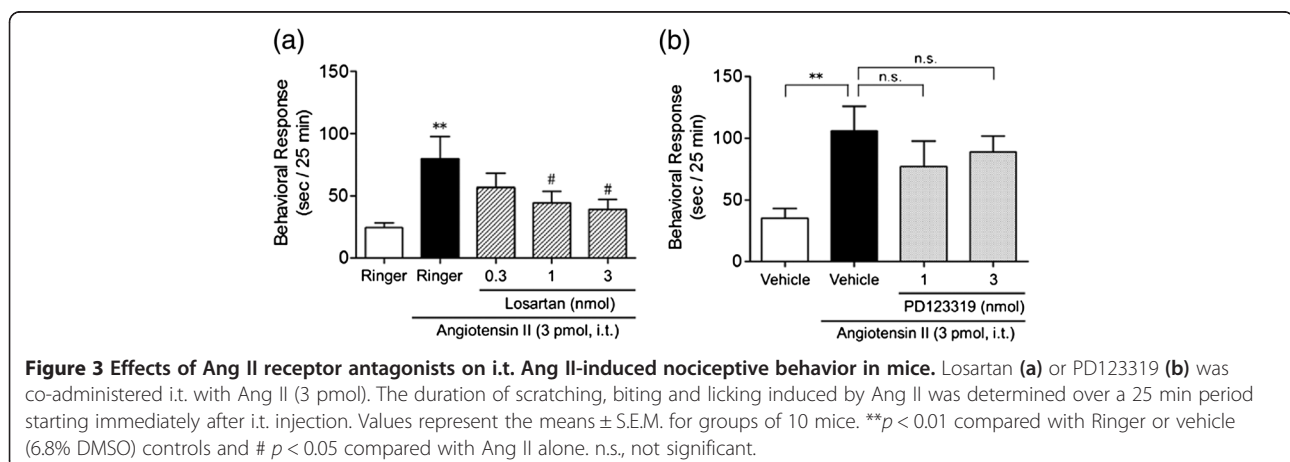 (a)
Behavioral Response
(sec / 25 min)
150
100
50
0
**
#
#
Ringer
Ringer
0.3
1
3
Losartan (nmol)
Angiotensin II (3 pmol, i.t.)
(b)
Behavioral Response
(sec / 25 min)
150
100
50
0
n.s.
**
n.s.
Vehicle
Vehicle
1
3
PD123319 (nmol)
Angiotensin II (3 pmol, i.t.)
Figure 3 Effects of Ang II receptor antagonists on i.t. Ang II-induced nociceptive behavior in mice. Losartan (a) or PD123319 (b) was
co-administered i.t. with Ang II (3 pmol). The duration of scratching, biting and licking induced by Ang II was determined over a 25 min period
starting immediately after i.t. injection. Values represent the means ± S.E.M. for groups of 10 mice. **p < 0.01 compared with Ringer or vehicle
(6.8% DMSO) controls and # p < 0.05 compared with Ang II alone. n.s., not significant.